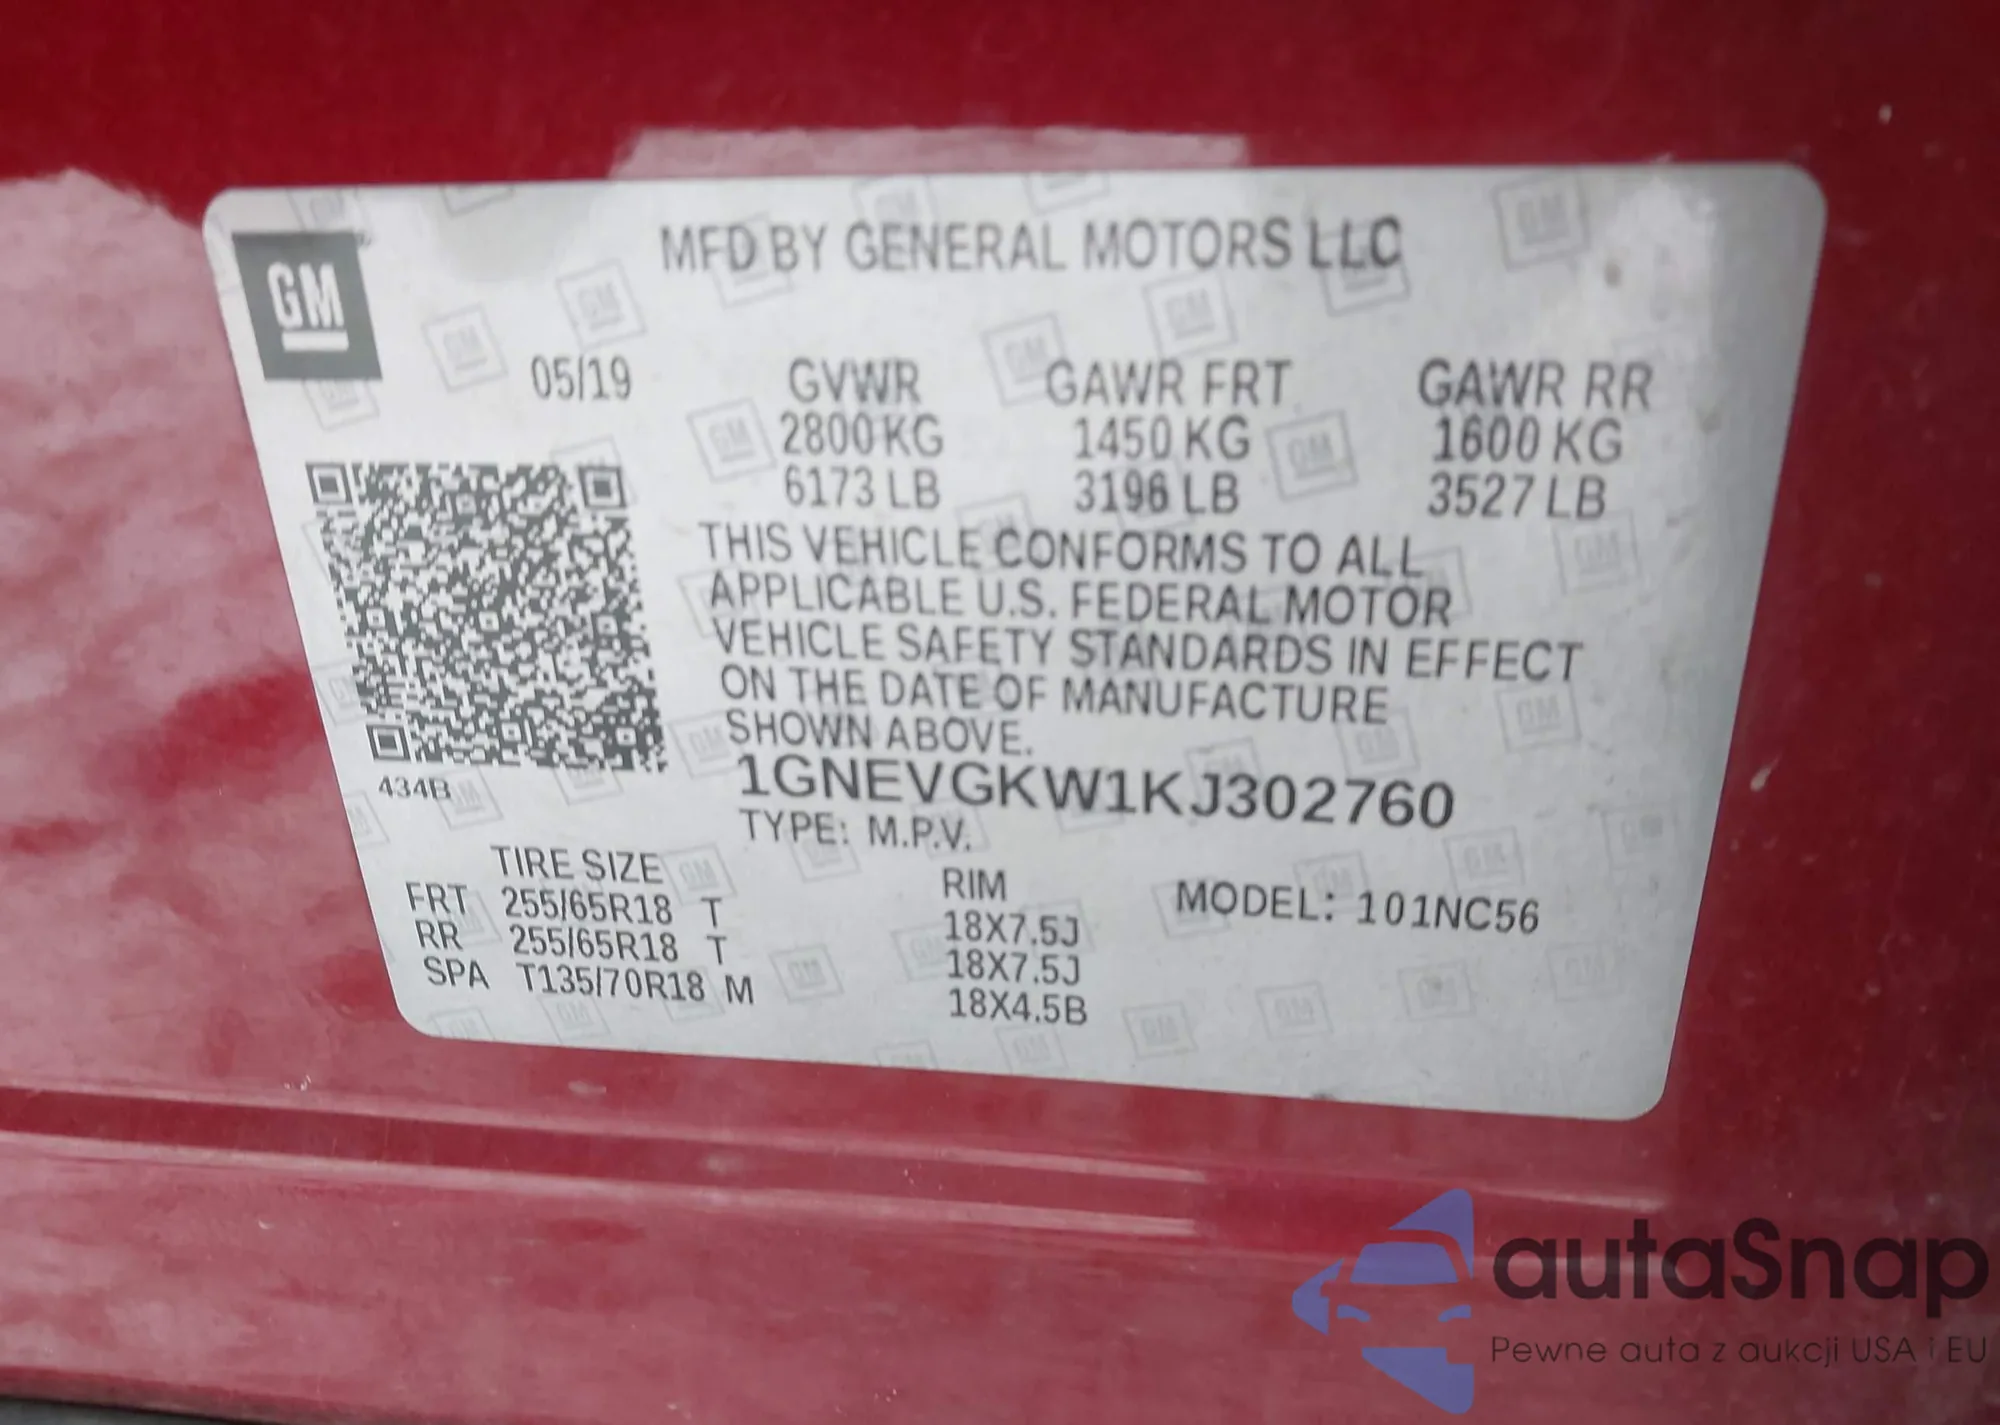 MFD BY GENERAL MOTORS LLC
GM
05/19 GVWR GAWR FRT GAWR RR
2800 KG 1450 KG 1600 KG
6173 LB 3196 LB 3527 LB
THIS VEHICLE CONFORMS TO ALL
APPLICABLE U.S. FEDERAL MOTOR
VEHICLE SAFETY STANDARDS IN EFFECT
ON THE DATE OF MANUFACTURE
SHOWN ABOVE.
434B
1GNEVGKW1KJ302760
TYPE: M.P.V.
TIRE SIZE RIM MODEL: 101NC56
FRT 255/65R18 T 18X7.5J
RR 255/65R18 T 18X7.5J
SPA T135/70R18 M 18X4.5B
autaSnap
Pewne auta z aukcji USA i EU